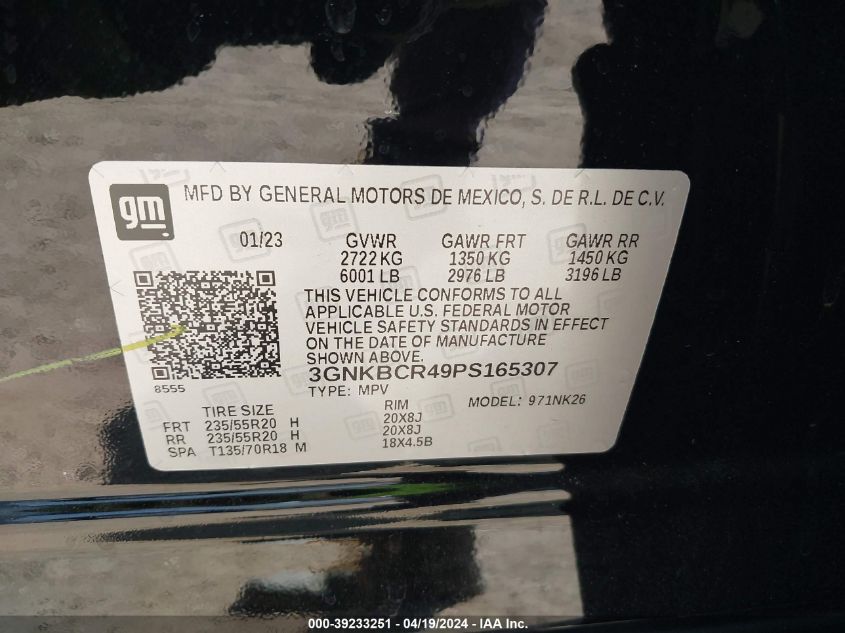 gm
MFD BY GENERAL MOTORS DE MEXICO, S. DE R.L. DE C.V.
01/23 GVWR GAWR FRT GAWR RR
2722 KG 1350 KG 1450 KG
6001 LB 2976 LB 3196 LB
THIS VEHICLE CONFORMS TO ALL
APPLICABLE U.S. FEDERAL MOTOR
VEHICLE SAFETY STANDARDS IN EFFECT
ON THE DATE OF MANUFACTURE
SHOWN ABOVE.
3GNKBCR49PS165307
8555
TYPE: MPV
MODEL: 971NK26
TIRE SIZE RIM
FRT 235/55R20 H 20X8J
RR 235/55R20 H 20X8J
SPA T135/70R18 M 18X4.5B
000-39233251 - 04/19/2024 - IAA Inc.